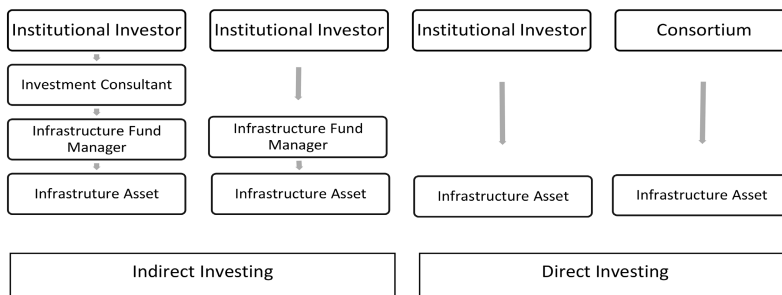 Institutional Investor
Institutional Investor
Institutional Investor
Consortium
Investment Consultant
Infrastructure Fund
Manager
Infrastructure Fund
Manager
Infrastruture Asset
Infrastructure Asset
Infrastructure Asset
Infrastructure Asset
Indirect Investing
Direct Investing